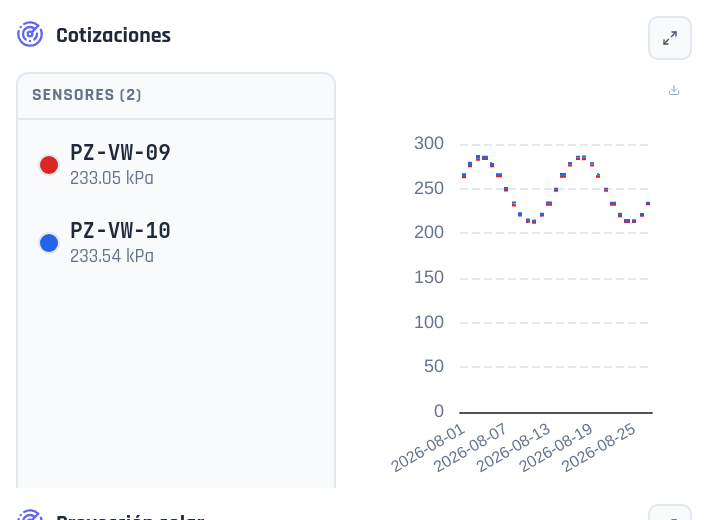 Cotizaciones
SENSORES (2)
PZ-VW-09
233.05 kPa
PZ-VW-10
233.54 kPa
300
250
200
150
100
50
0
2026-08-01
2026-08-07
2026-08-13
2026-08-19
2026-08-25